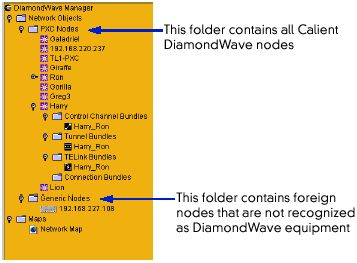 DiamondWave Manager
Network Objects
PXC Nodes
Galadriel
192.168.220.237
TL1-PXC
Giraffe
Ron
Gorilla
Greg3
Harry
Control Channel Bundles
Harry_Ron
Tunnel Bundles
Harry_Ron
TELink Bundles
Harry_Ron
Connection Bundles
Lion
Generic Nodes
192.168.227.108
Maps
Network Map
This folder contains all Calient
DiamondWave nodes
This folder contains foreign
nodes that are not recognized
as DiamondWave equipment